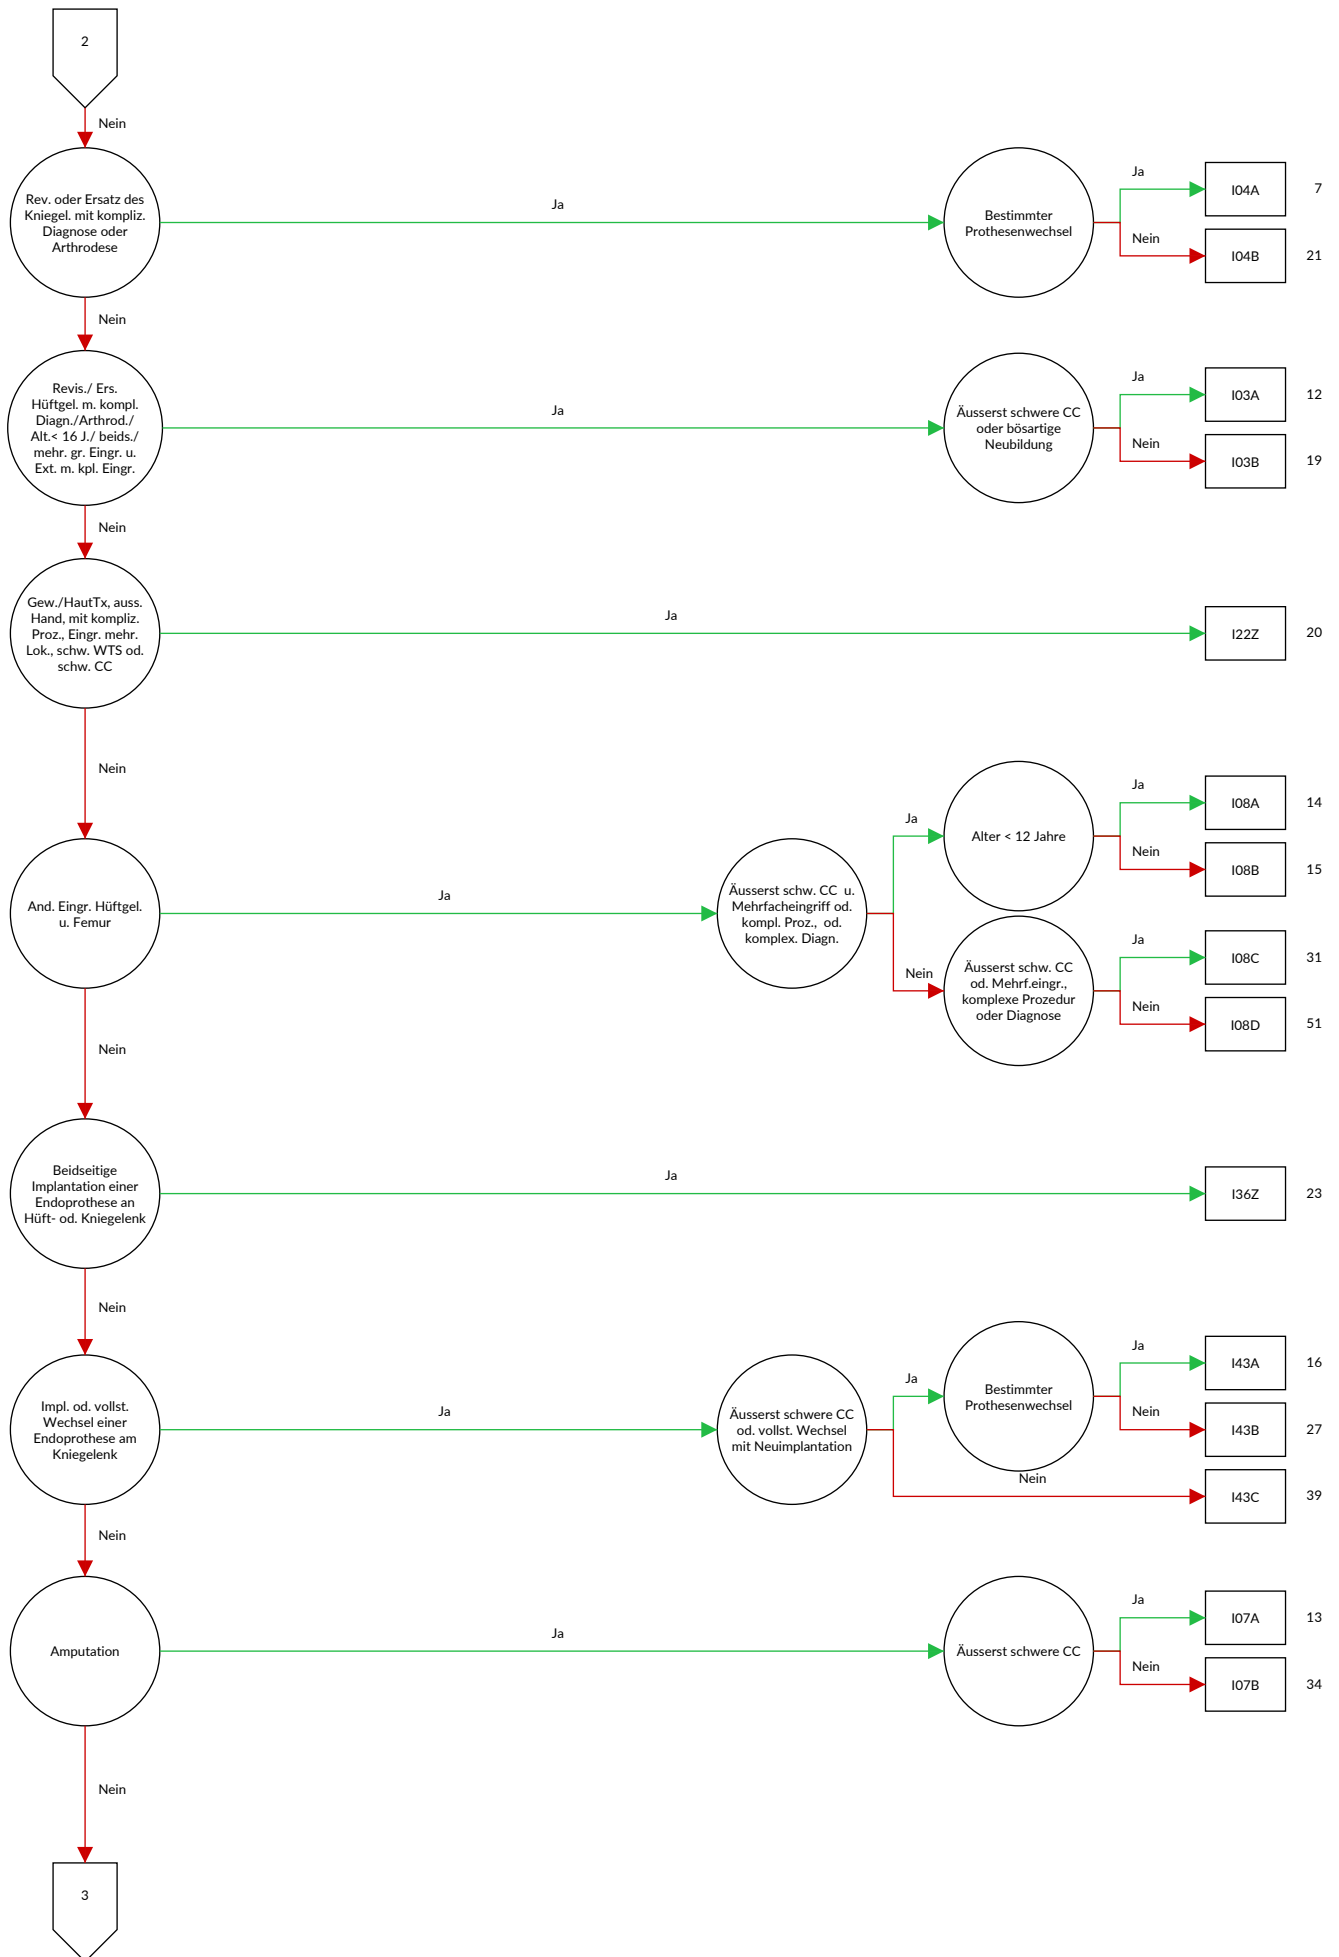 2
Nein
Rev. oder Ersatz des
Kniegel. mit kompliz.
Diagnose oder
Arthrodese
Ja
Bestimmter
Prothesenwechsel
Ja
I04A
7
Nein
I04B
21
Nein
Revis./ Ers.
Hüftgel. m. kompl.
Diagn./Arthrod./
Alt.< 16 J./ beids./
mehr. gr. Eingr. u.
Ext. m. kpl. Eingr.
Ja
Äusserst schwere CC
oder bösartige
Neubildung
Ja
I03A
12
Nein
I03B
19
Nein
Gew./HautTx, auss.
Hand, mit kompliz.
Proz., Eingr. mehr.
Lok., schw. WTS od.
schw. CC
Ja
I22Z
20
Nein
And. Eingr. Hüftgel.
u. Femur
Ja
Äusserst schw. CC u.
Mehrfacheingriff od.
kompl. Proz., od.
komplex. Diagn.
Ja
Alter < 12 Jahre
Ja
I08A
14
Nein
I08B
15
Nein
Äusserst schw. CC
od. Mehrf.eingr.,
komplexe Prozedur
oder Diagnose
Ja
I08C
31
Nein
I08D
51
Nein
Beidseitige
Implantation einer
Endoprothese an
Hüft- od. Kniegelenk
Ja
I36Z
23
Nein
Impl. od. vollst.
Wechsel einer
Endoprothese am
Kniegelenk
Ja
Äusserst schwere CC
od. vollst. Wechsel
mit Neuimplantation
Ja
Bestimmter
Prothesenwechsel
Ja
I43A
16
Nein
I43B
27
Nein
I43C
39
Nein
Amputation
Ja
Äusserst schwere CC
Ja
I07A
13
Nein
I07B
34
Nein
3